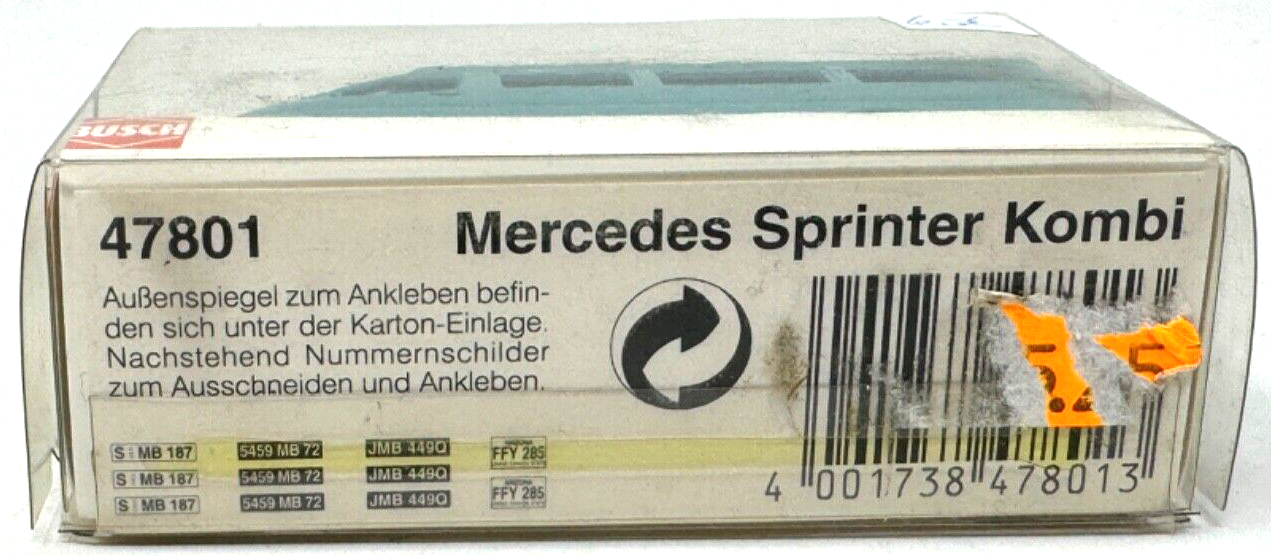 BUSCH
47801 Mercedes Sprinter Kombi
Außenspiegel zum Ankleben befin-
den sich unter der Karton-Einlage.
Nachstehend Nummernschilder
zum Ausschneiden und Ankleben.
S MB 187 5459 MB 72 JMB 449Q ARIZONA FFY 285
S MB 187 5459 MB 72 JMB 449Q
S MB 187 5459 MB 72 JMB 449Q ARIZONA FFY 285
4 001738 478013